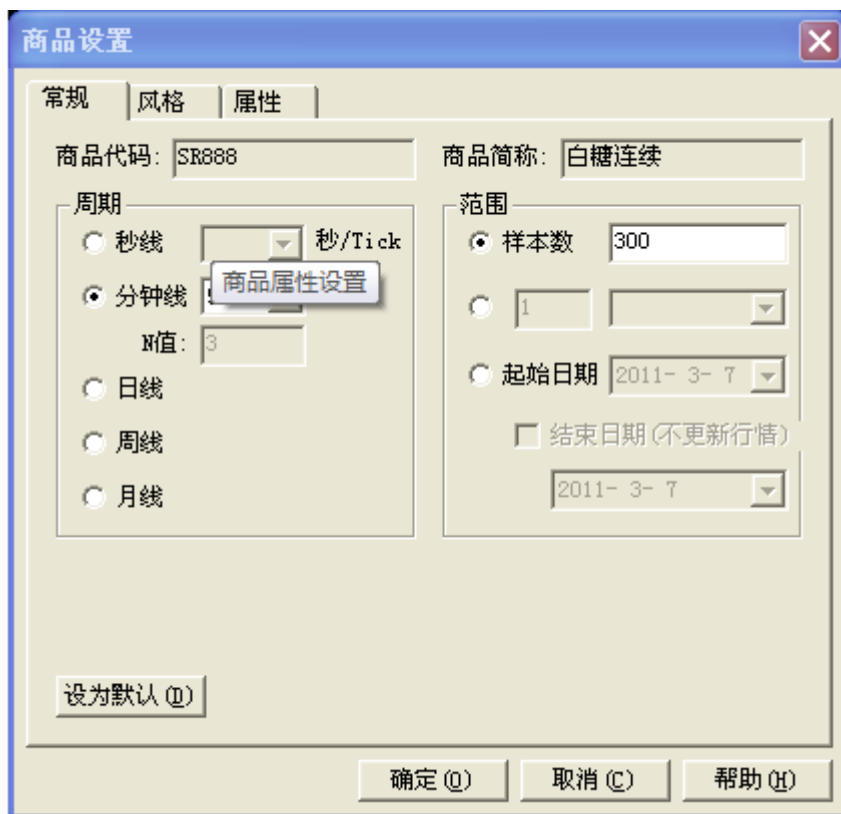 商品设置
常规 风格 属性
商品代码: SR888 商品简称: 白糖连续
周期 范围
秒线 秒/Tick 样本数 300
商品属性设置
分钟线 1
N值: 3
日线 起始日期 2011- 3- 7
周线 结束日期(不更新行情)
月线 2011- 3- 7
设为默认(D)
确定(O) 取消(C) 帮助(H)